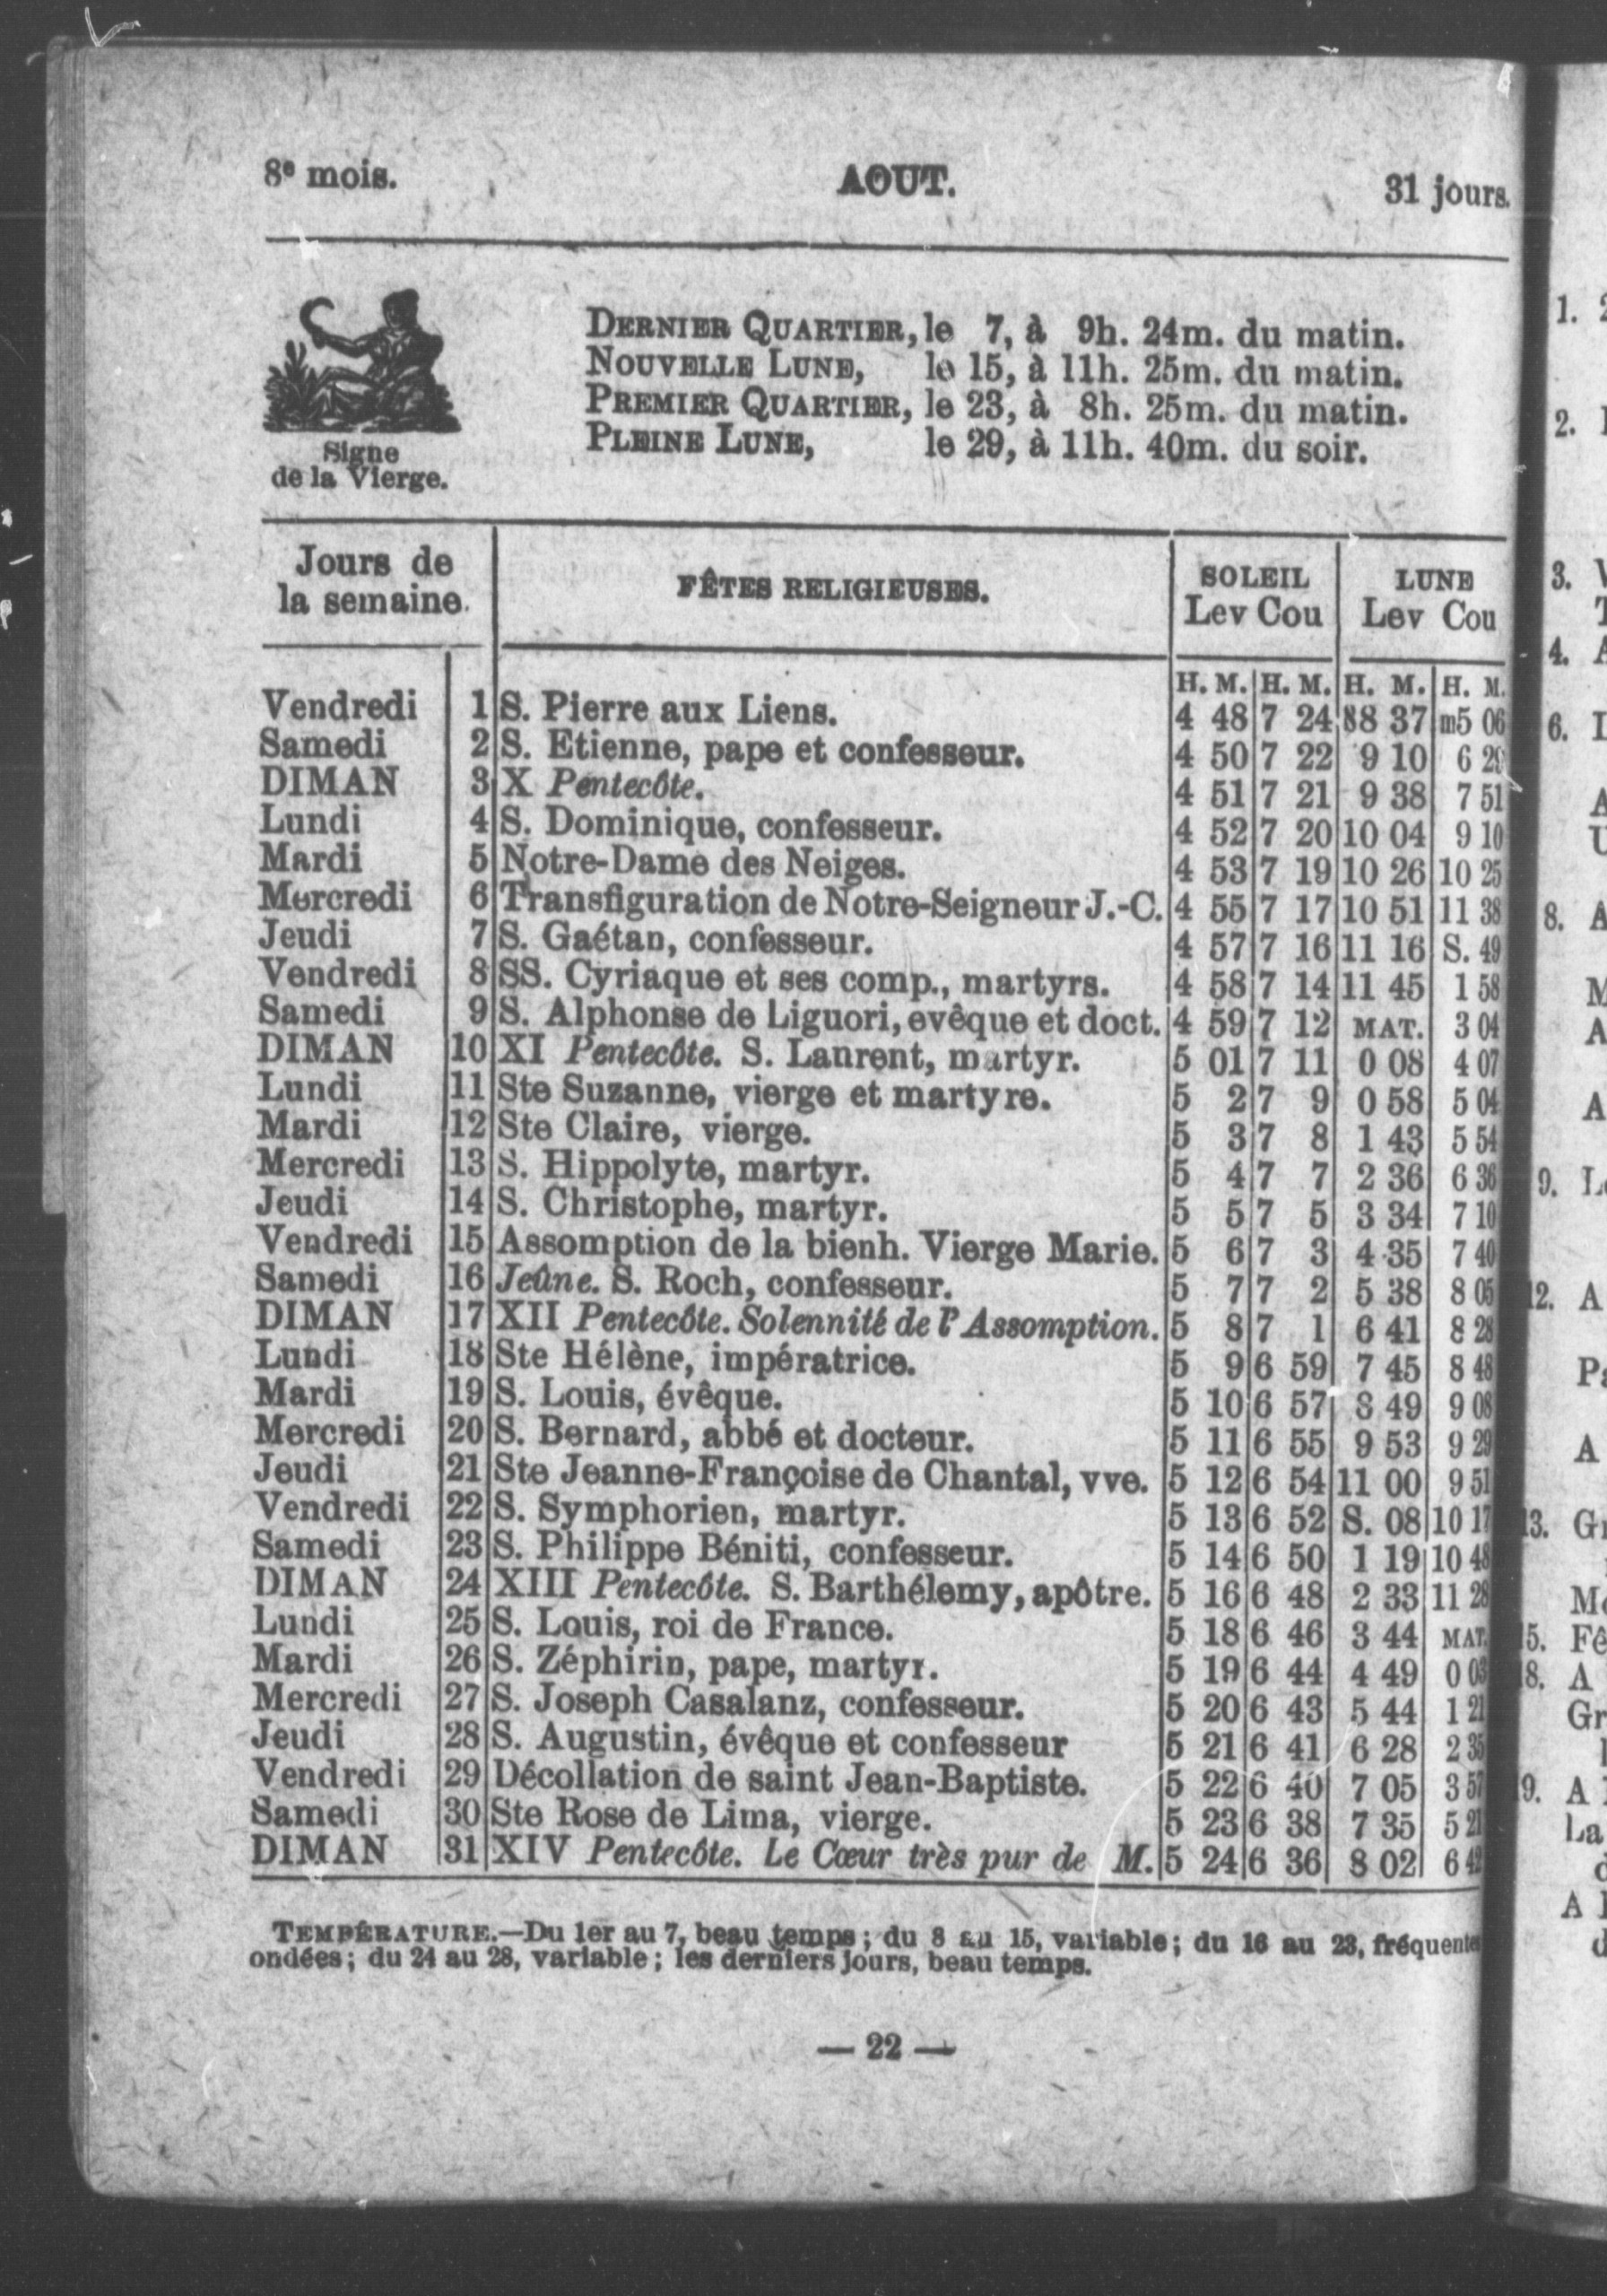 8e mois.
AOUT.
31 jours.
DERNIER QUARTIER, le 7, à 9h. 24m. du matin.
NOUVELLE LUNE, le 15, à 11h. 25m. du matin.
PREMIER QUARTIER, le 23, à 8h. 25m. du matin.
PLEINE LUNE, le 29, à 11h. 40m. du soir.
Signe
de la Vierge.
Jours de la semaine. FÊTES RELIGIEUSES. SOLEIL Lev Cou LUNE Lev Cou
H. M. H. M. H. M. H. M.
Vendredi 1 S. Pierre aux Liens. 4 48 7 24 88 37 m5 06
Samedi 2 S. Etienne, pape et confesseur. 4 50 7 22 9 10 6 29
DIMAN 3 X Pentecôte. 4 51 7 21 9 38 7 51
Lundi 4 S. Dominique, confesseur. 4 52 7 20 10 04 9 10
Mardi 5 Notre-Dame des Neiges. 4 53 7 19 10 26 10 25
Mercredi 6 Transfiguration de Notre-Seigneur J.-C. 4 55 7 17 10 51 11 38
Jeudi 7 S. Gaétan, confesseur. 4 57 7 16 11 16 S. 49
Vendredi 8 SS. Cyriaque et ses comp., martyrs. 4 58 7 14 11 45 1 58
Samedi 9 S. Alphonse de Liguori, evêque et doct. 4 59 7 12 MAT. 3 04
DIMAN 10 XI Pentecôte. S. Laurent, martyr. 5 01 7 11 0 08 4 07
Lundi 11 Ste Suzanne, vierge et martyre. 5 2 7 9 0 58 5 04
Mardi 12 Ste Claire, vierge. 5 3 7 8 1 43 5 54
Mercredi 13 S. Hippolyte, martyr. 5 4 7 7 2 36 6 36
Jeudi 14 S. Christophe, martyr. 5 5 7 5 3 34 7 10
Vendredi 15 Assomption de la bienh. Vierge Marie. 5 6 7 3 4 35 7 40
Samedi 16 Jeûne. S. Roch, confesseur. 5 7 7 2 5 38 8 05
DIMAN 17 XII Pentecôte. Solennité de l'Assomption. 5 8 7 1 6 41 8 28
Lundi 18 Ste Hélène, impératrice. 5 9 6 59 7 45 8 48
Mardi 19 S. Louis, évêque. 5 10 6 57 8 49 9 08
Mercredi 20 S. Bernard, abbé et docteur. 5 11 6 55 9 53 9 29
Jeudi 21 Ste Jeanne-Françoise de Chantal, vve. 5 12 6 54 11 00 9 51
Vendredi 22 S. Symphorien, martyr. 5 13 6 52 S. 08 10 17
Samedi 23 S. Philippe Béniti, confesseur. 5 14 6 50 1 19 10 48
DIMAN 24 XIII Pentecôte. S. Barthélemy, apôtre. 5 16 6 48 2 33 11 28
Lundi 25 S. Louis, roi de France. 5 18 6 46 3 44 MAT.
Mardi 26 S. Zéphirin, pape, martyr. 5 19 6 44 4 49 0 03
Mercredi 27 S. Joseph Casalanz, confesseur. 5 20 6 43 5 44 1 21
Jeudi 28 S. Augustin, évêque et confesseur 5 21 6 41 6 28 2 35
Vendredi 29 Décollation de saint Jean-Baptiste. 5 22 6 40 7 05 3 57
Samedi 30 Ste Rose de Lima, vierge. 5 23 6 38 7 35 5 21
DIMAN 31 XIV Pentecôte. Le Cœur très pur de M. 5 24 6 36 8 02 6 42
TEMPÉRATURE.—Du 1er au 7, beau temps; du 8 au 15, variable; du 16 au 23, fréquentes
ondées; du 24 au 28, variable; les derniers jours, beau temps.
— 22 —